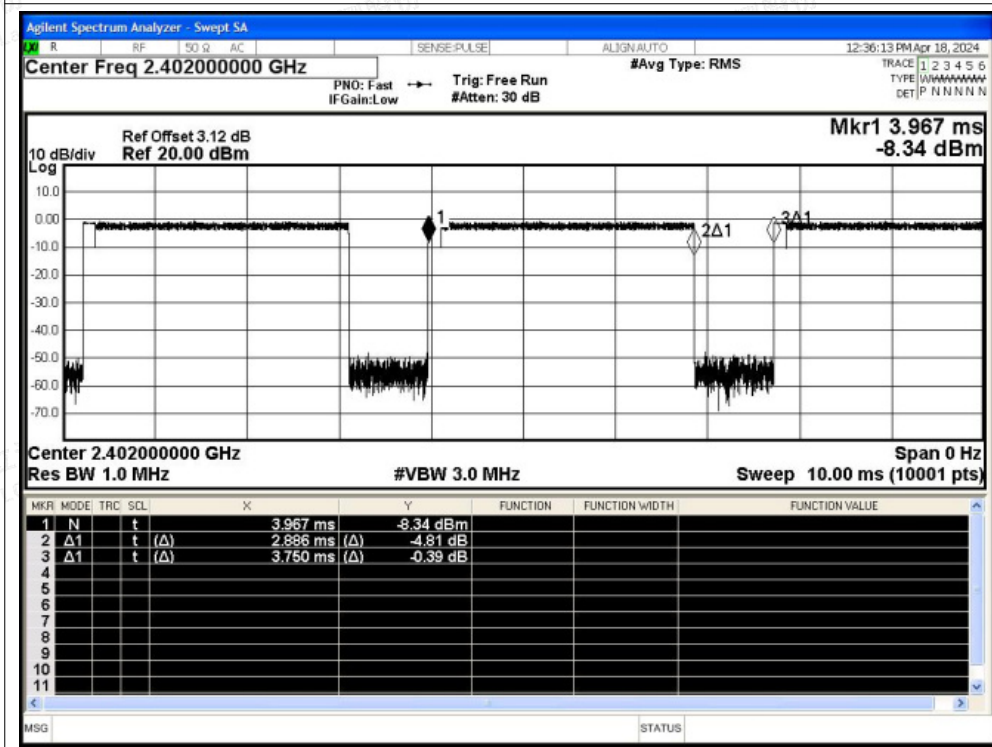 Agilent Spectrum Analyzer - Swept SA
LXI R RF 50 Ω AC SENSE:PULSE ALIGN AUTO 12:36:13 PM Apr 18, 2024
Center Freq 2.402000000 GHz #Avg Type: RMS TRACE 1 2 3 4 5 6
PNO: Fast Trig: Free Run TYPE WWWWWW
IFGain:Low #Atten: 30 dB DET P N N N N N
Mkr1 3.967 ms
Ref Offset 3.12 dB -8.34 dBm
10 dB/div Ref 20.00 dBm
Log
10.0
0.00 1 3Δ1
2Δ1
-10.0
-20.0
-30.0
-40.0
-50.0
-60.0
-70.0
Center 2.402000000 GHz Span 0 Hz
Res BW 1.0 MHz #VBW 3.0 MHz Sweep 10.00 ms (10001 pts)
MKR MODE TRC SCL X Y FUNCTION FUNCTION WIDTH FUNCTION VALUE
1 N t 3.967 ms -8.34 dBm
2 Δ1 t (Δ) 2.886 ms (Δ) -4.81 dB
3 Δ1 t (Δ) 3.750 ms (Δ) -0.39 dB
4
5
6
7
8
9
10
11
MSG STATUS